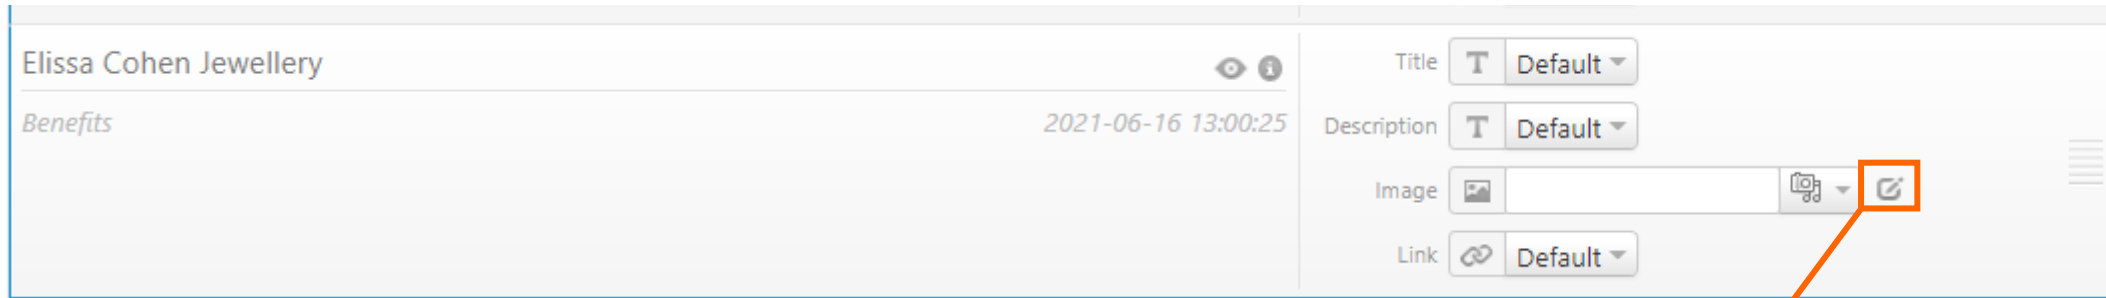 Elissa Cohen Jewellery
Benefits 2021-06-16 13:00:25
Title T Default
Description T Default
Image
Link Default